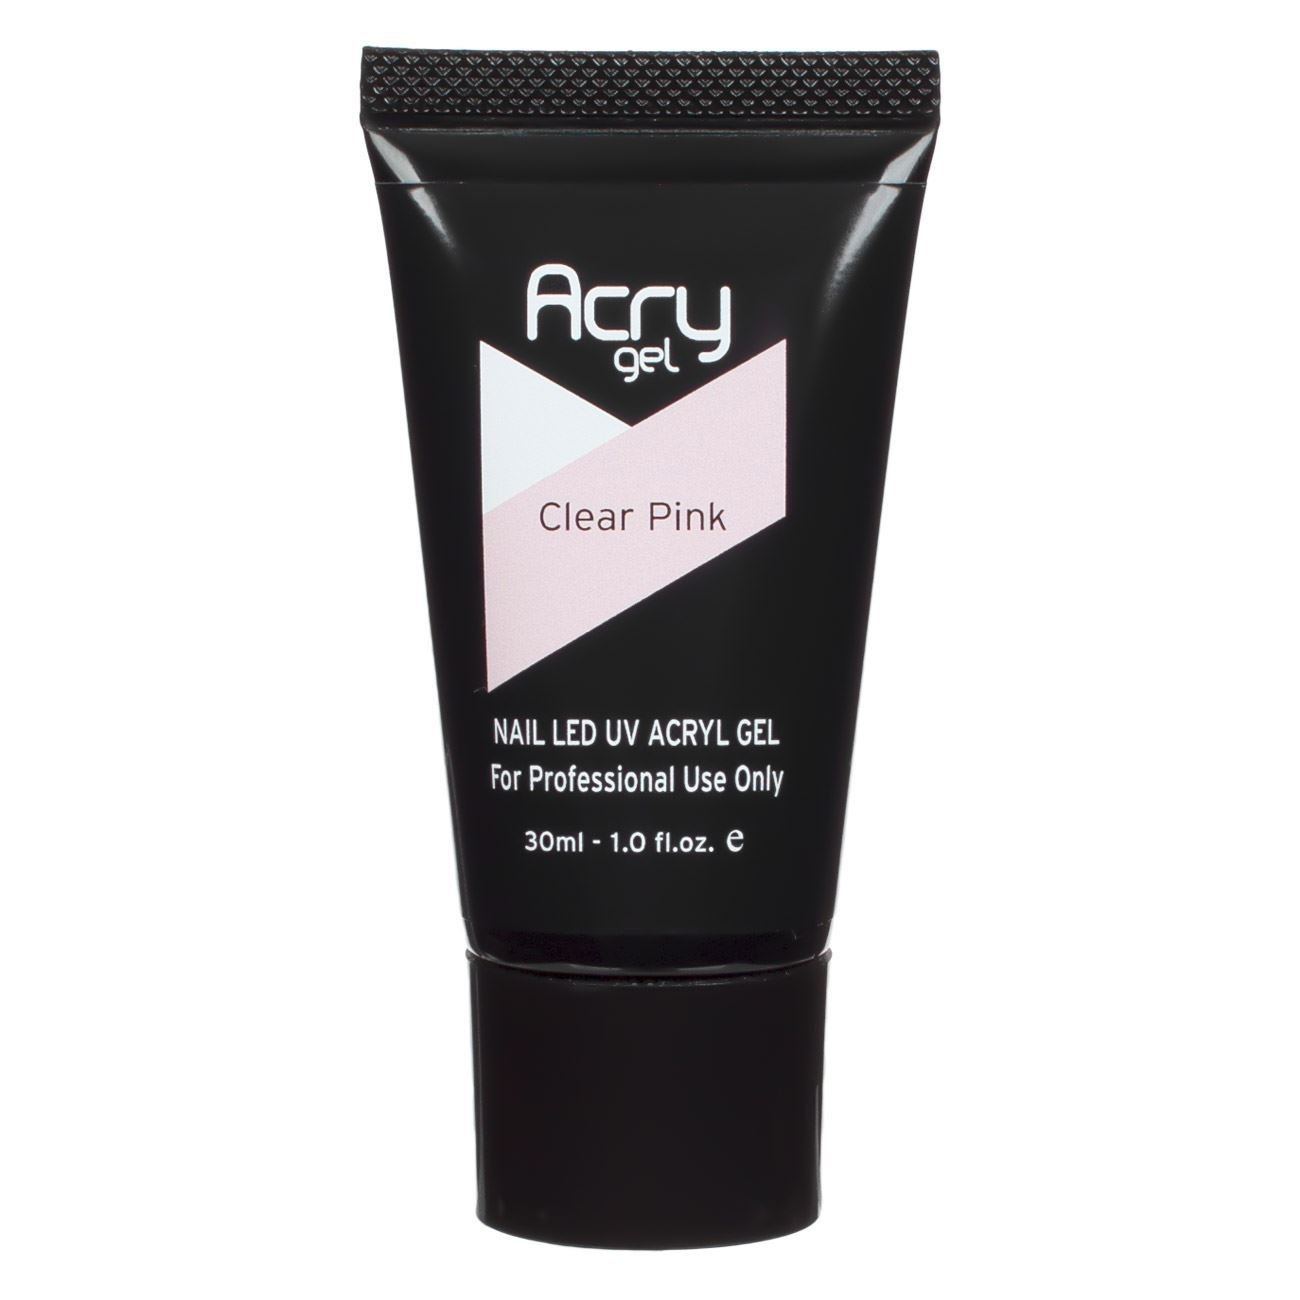 Acry
gel
Clear Pink
NAIL LED UV ACRYL GEL
For Professional Use Only
30ml - 1.0 fl.oz. e